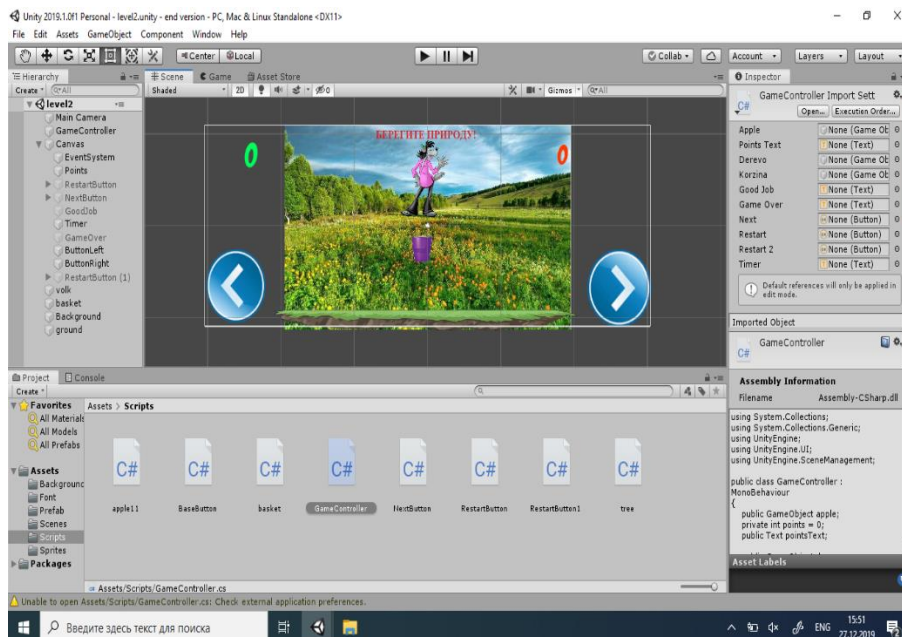 Unity 2019.1.0f1 Personal - level2.unity - end version - PC, Mac & Linux Standalone <DX11>
File Edit Assets GameObject Component Window Help
Center Local Collab Account Layers Layout
Hierarchy Scene Game Asset Store Inspector
Create All Shaded 2D 0 Gizmos All
level2
Main Camera
GameController
Canvas
EventSystem
Points
RestartButton
NextButton
GoodJob
Timer
GameOver
ButtonLeft
ButtonRight
RestartButton (1)
volk
basket
Background
ground
БЕРЕГИТЕ ПРИРОДУ!
0 0
GameController Import Sett
C#
Open... Execution Order...
Apple None (Game Ob
Points Text None (Text)
Derevo None (Game Ob
Korzina None (Game Ob
Good Job None (Text)
Game Over None (Text)
Next None (Button)
Restart None (Button)
Restart 2 None (Button)
Timer None (Text)
Default references will only be applied in
edit mode.
Imported Object
GameController
C#
Assembly Information
Filename Assembly-CSharp.dll
using System.Collections;
using System.Collections.Generic;
using UnityEngine;
using UnityEngine.UI;
using UnityEngine.SceneManagement;
public class GameController :
MonoBehaviour
{
public GameObject apple;
private int points = 0;
public Text pointsText;
Asset Labels
Project Console
Create
Favorites
All Materials
All Models
All Prefabs
Assets
Background
Font
Prefab
Scenes
Scripts
Sprites
Packages
Assets > Scripts
C# C# C# C# C# C# C# C#
apple11 BaseButton basket GameController NextButton RestartButton RestartButton1 tree
Assets/Scripts/GameController.cs
Unable to open Assets/Scripts/GameController.cs: Check external application preferences.
Введите здесь текст для поиска
ENG 15:51
27.12.2019